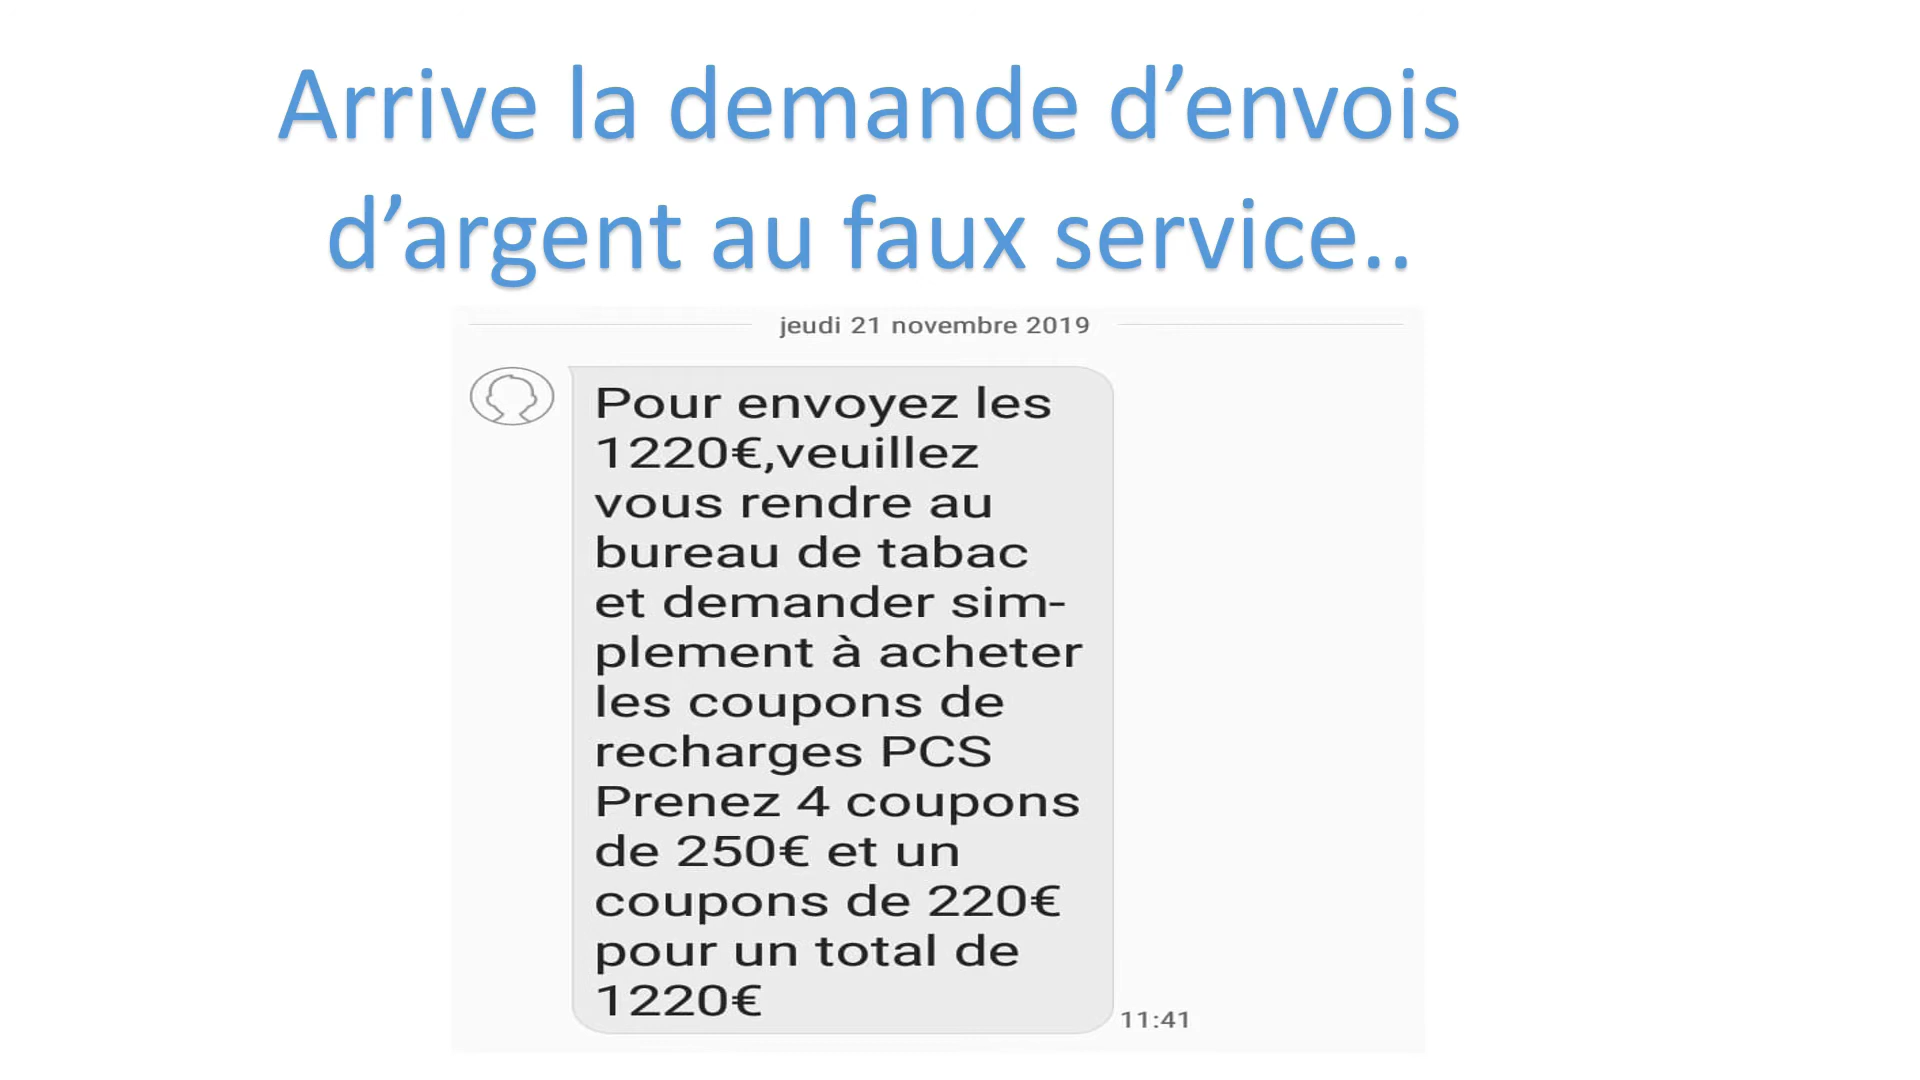 Arrive la demande d’envois
d’argent au faux service..
jeudi 21 novembre 2019
Pour envoyez les
1220€,veuillez
vous rendre au
bureau de tabac
et demander sim-
plement à acheter
les coupons de
recharges PCS
Prenez 4 coupons
de 250€ et un
coupons de 220€
pour un total de
1220€
11:41